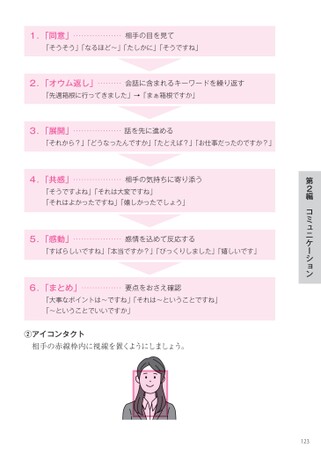 1.「同意」………………相手の目を見て
「そうそう」「なるほど～」「たしかに」「そうですね」
2.「オウム返し」………会話に含まれるキーワードを繰り返す
「先週箱根に行ってきました」→「まぁ箱根ですか」
3.「展開」………………話を先に進める
「それから？」「どうなったんですか」「たとえば？」「お仕事だったのですか？」
4.「共感」………………相手の気持ちに寄り添う
「そうですよね」「それは大変ですね」
「それはよかったですね」「嬉しかったでしょう」
5.「感動」………………感情を込めて反応する
「すばらしいですね」「本当ですか？」「びっくりしました」「嬉しいです」
6.「まとめ」……………要点をおさえ確認
「大事なポイントは～ですね」「それは～ということですね」
「～ということでいいですか」
②アイコンタクト
相手の赤線枠内に視線を置くようにしましょう。
第2編 コミュニケーション
123